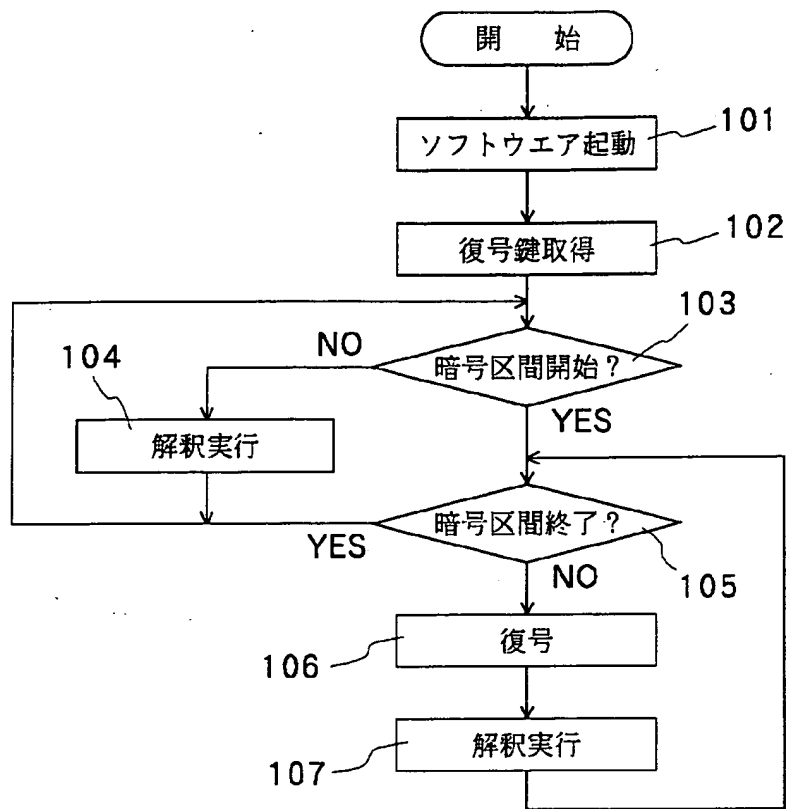 開　始
ソフトウエア起動
101
復号鍵取得
102
暗号区間開始？
103
NO
YES
104
解釈実行
暗号区間終了？
105
YES
NO
復号
106
解釈実行
107